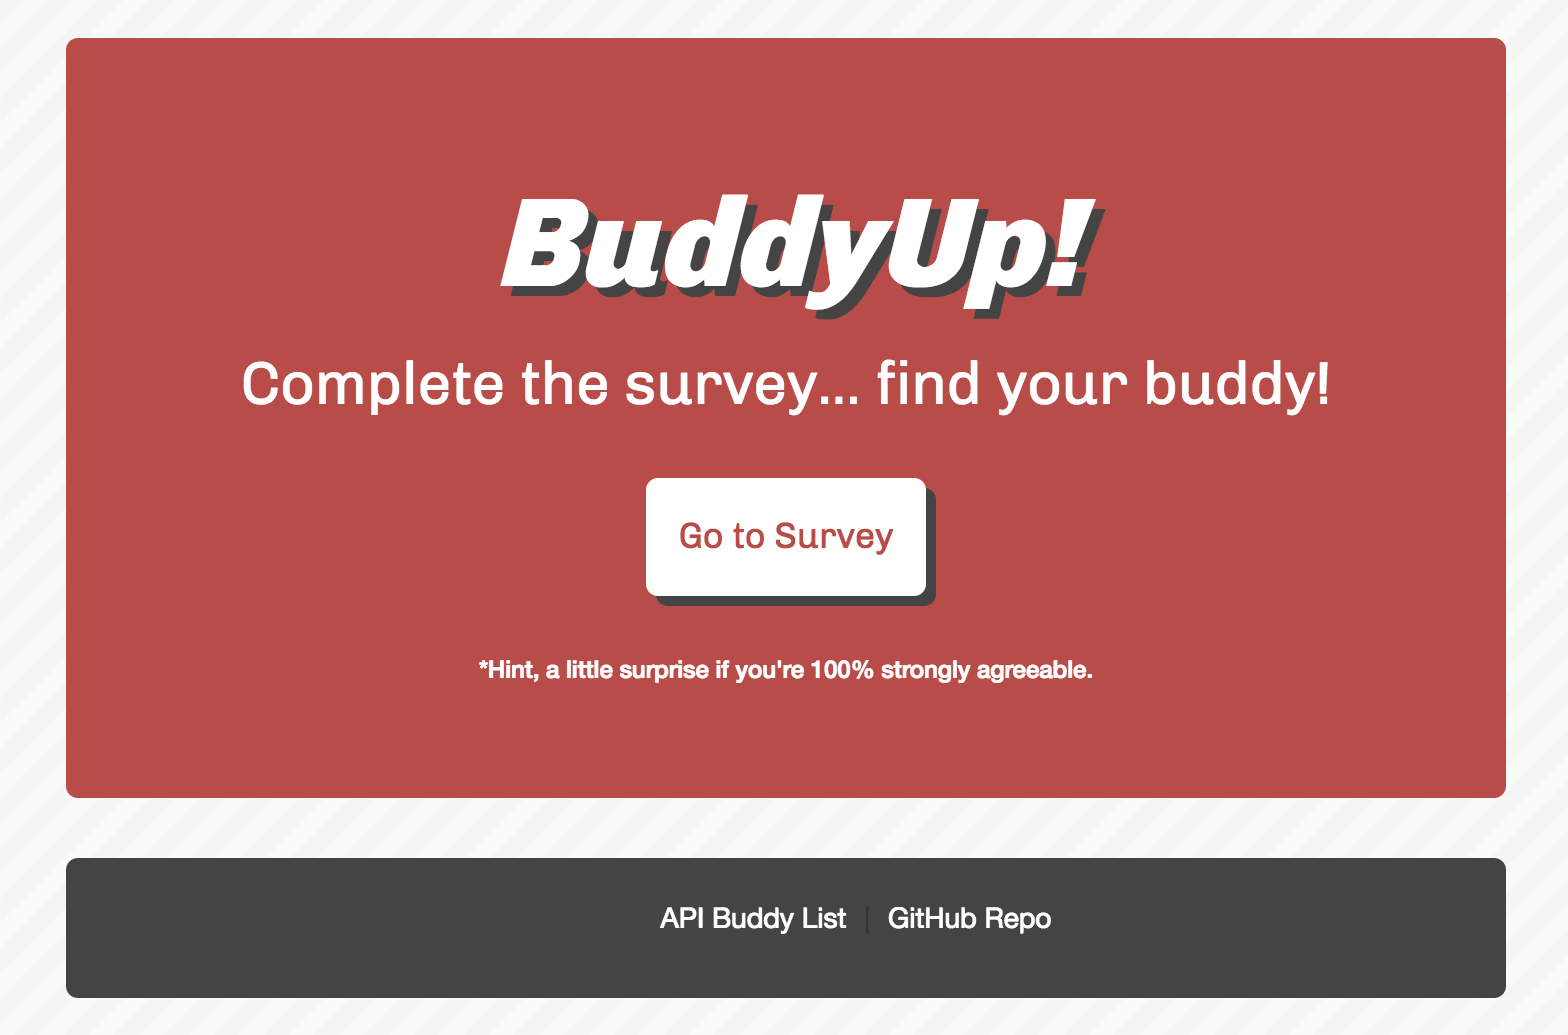 BuddyUp!
Complete the survey... find your buddy!
Go to Survey
*Hint, a little surprise if you're 100% strongly agreeable.
API Buddy List | GitHub Repo